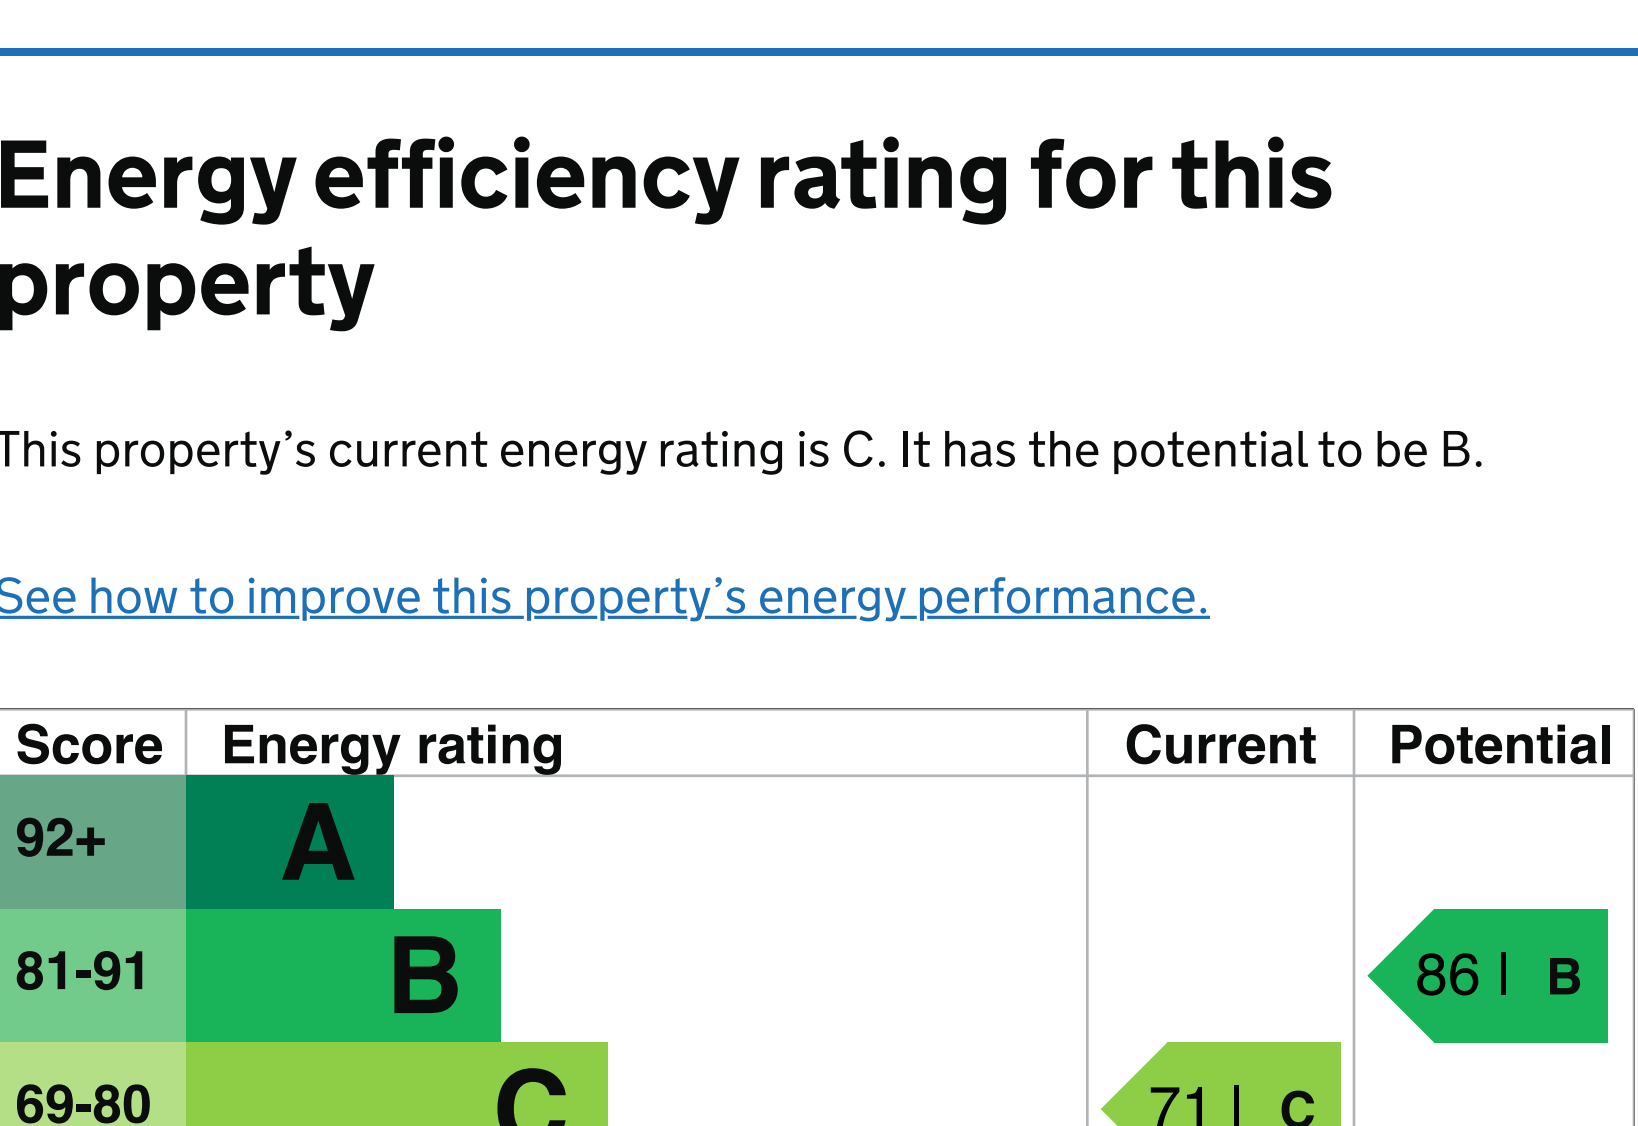 Energy efficiency rating for this
property
This property’s current energy rating is C. It has the potential to be B.
See how to improve this property’s energy performance.
Score Energy rating Current Potential
92+ A
81-91 B 86 | B
69-80 C 71 | C